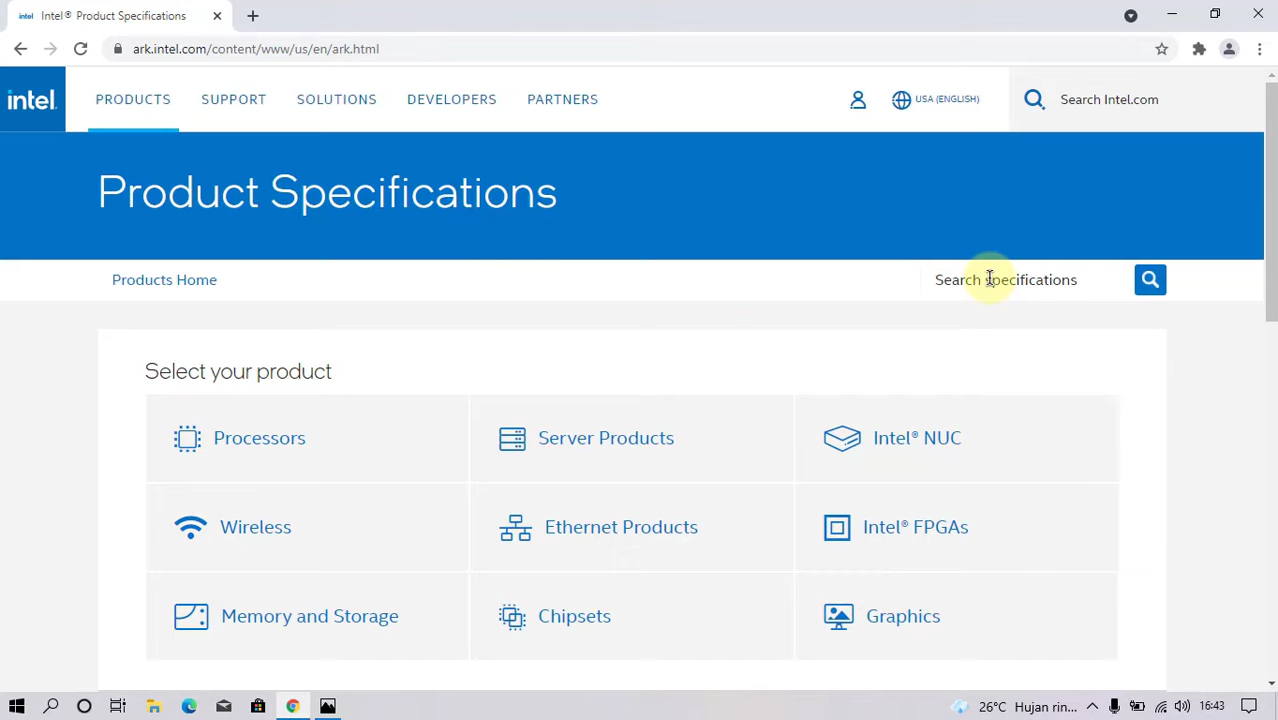 Intel® Product Specifications
ark.intel.com/content/www/us/en/ark.html
intel.
PRODUCTS
SUPPORT
SOLUTIONS
DEVELOPERS
PARTNERS
USA (ENGLISH)
Search Intel.com
Product Specifications
Products Home
Search specifications
Select your product
Processors
Server Products
Intel® NUC
Wireless
Ethernet Products
Intel® FPGAs
Memory and Storage
Chipsets
Graphics
26°C Hujan rin...
16:43